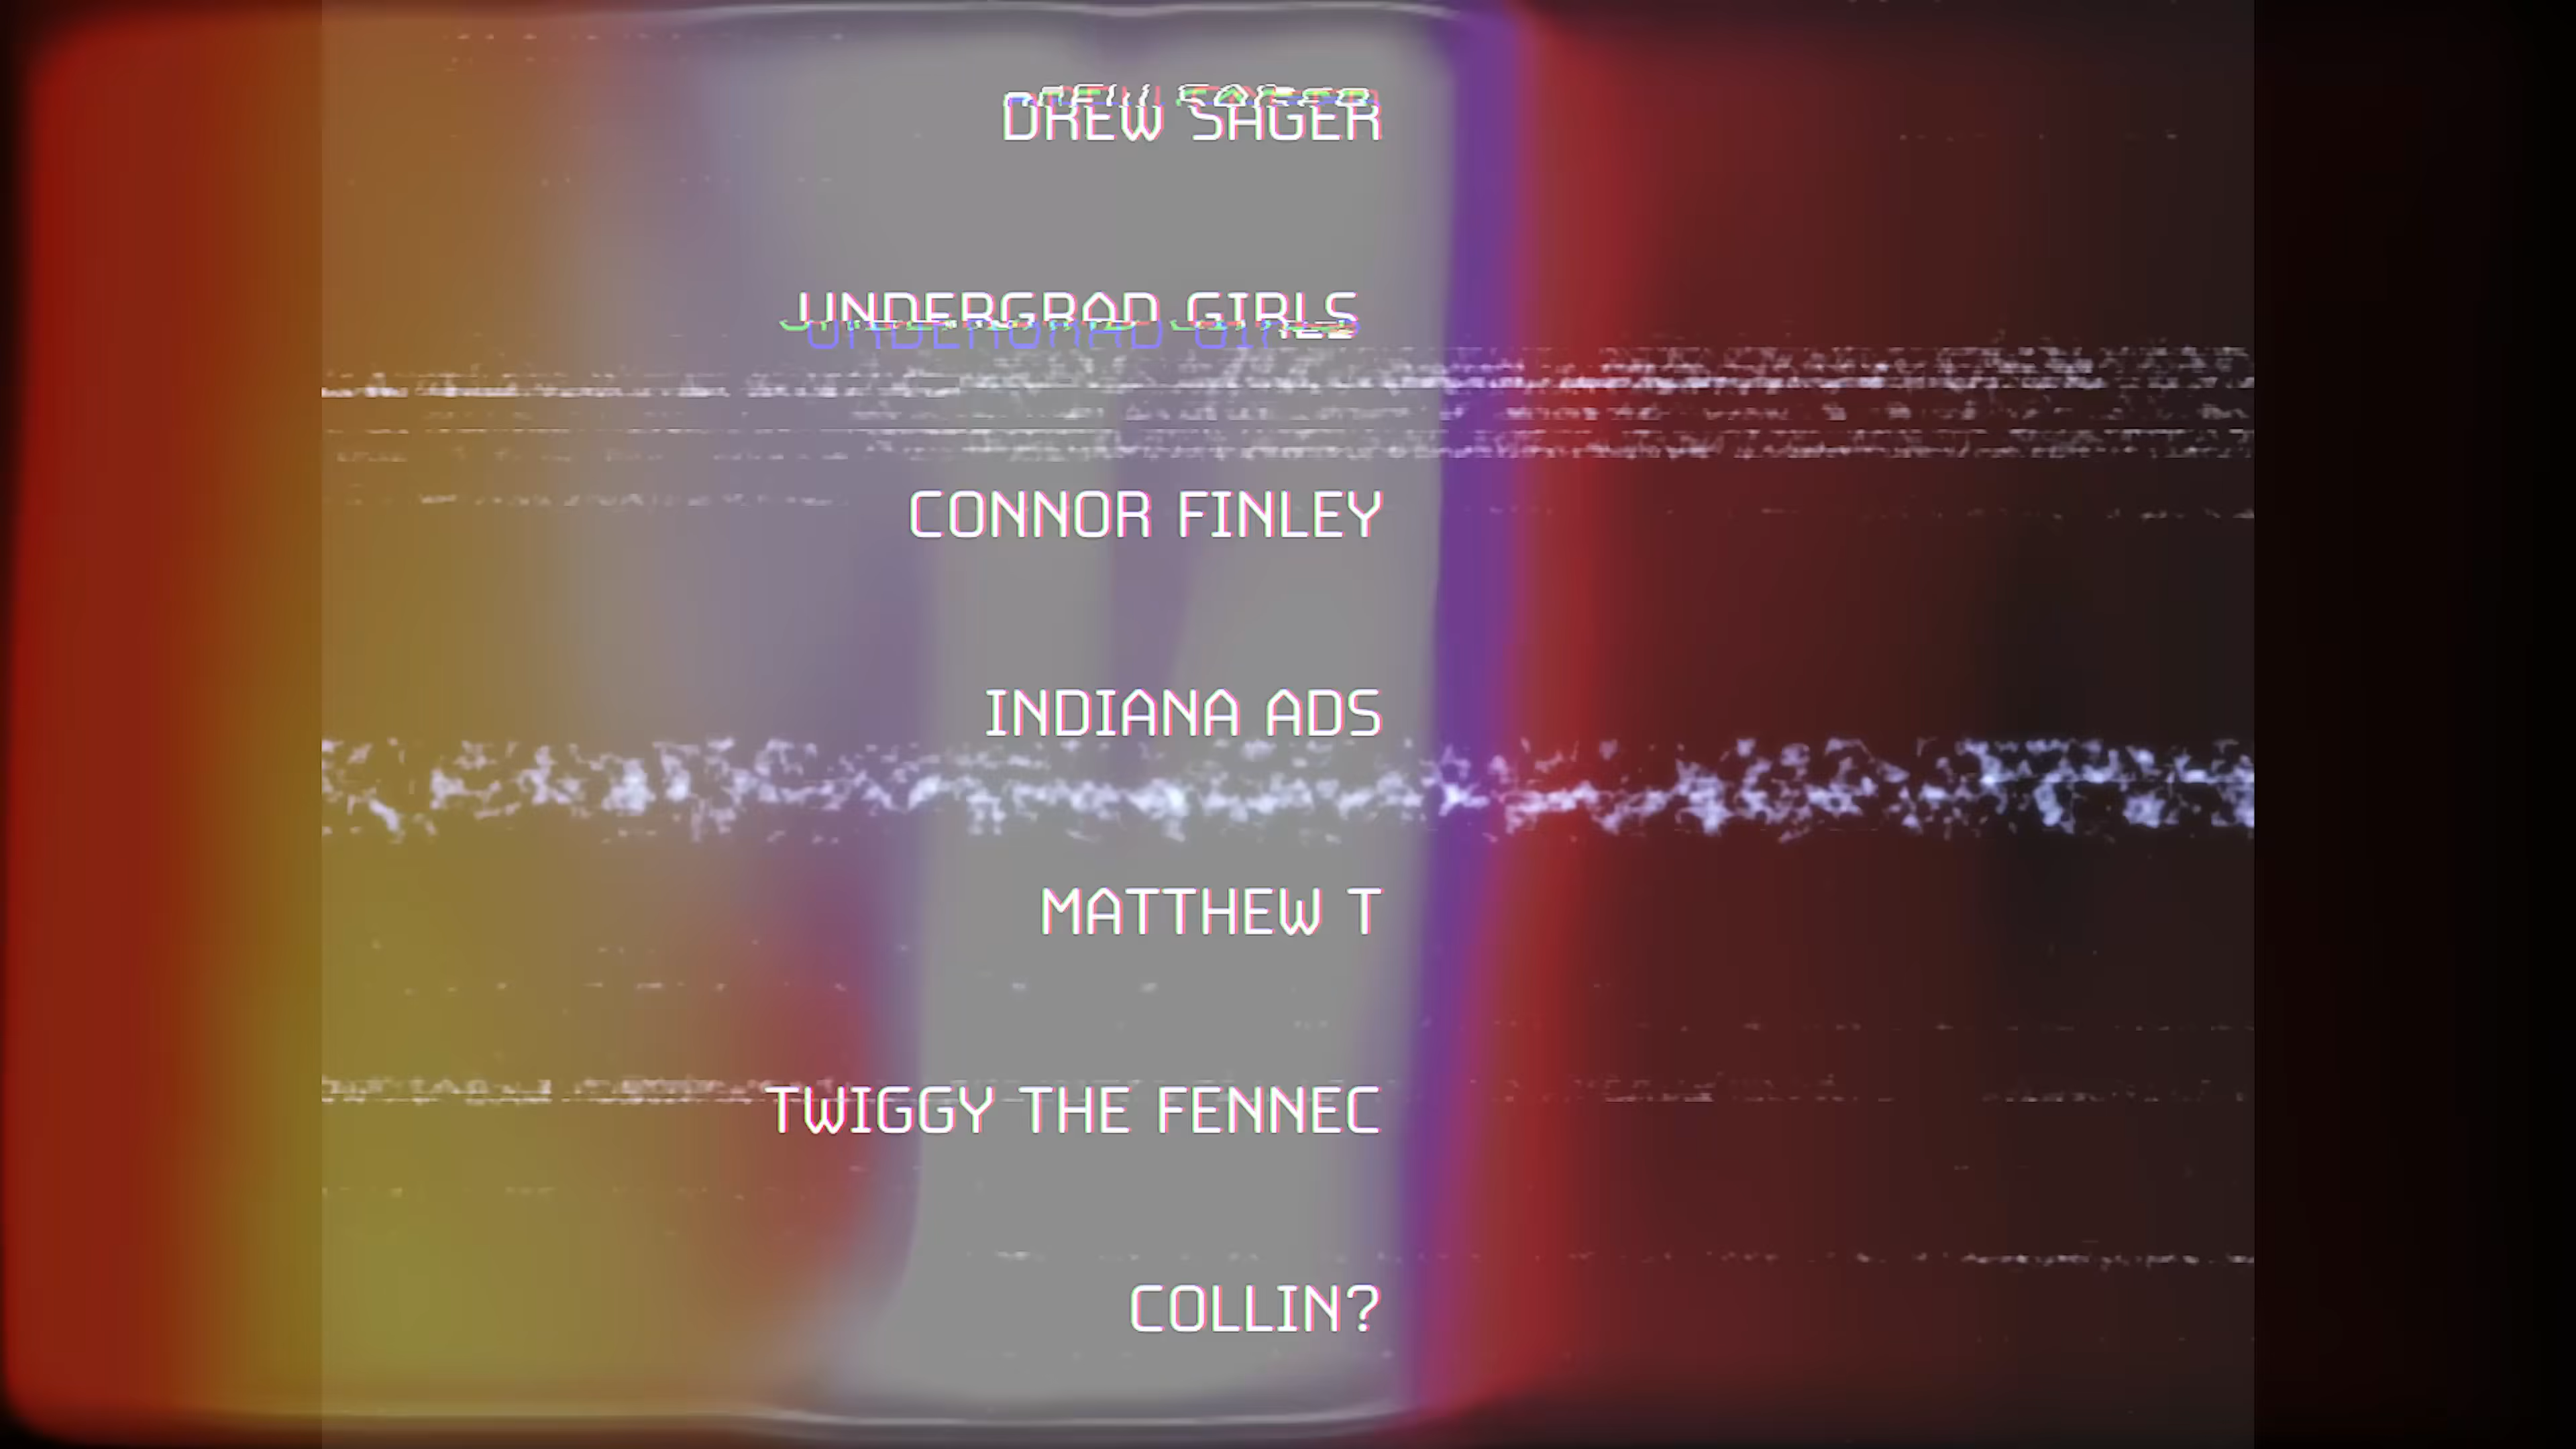 DREW SAGER
UNDERGRAD GIRLS
CONNOR FINLEY
INDIANA ADS
MATTHEW T
TWIGGY THE FENNEC
COLLIN?